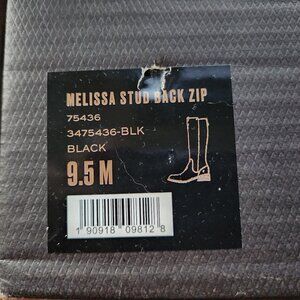 MELISSA STUD BACK ZIP
75436
3475436-BLK
BLACK
9.5 M
1 90918 09812 8